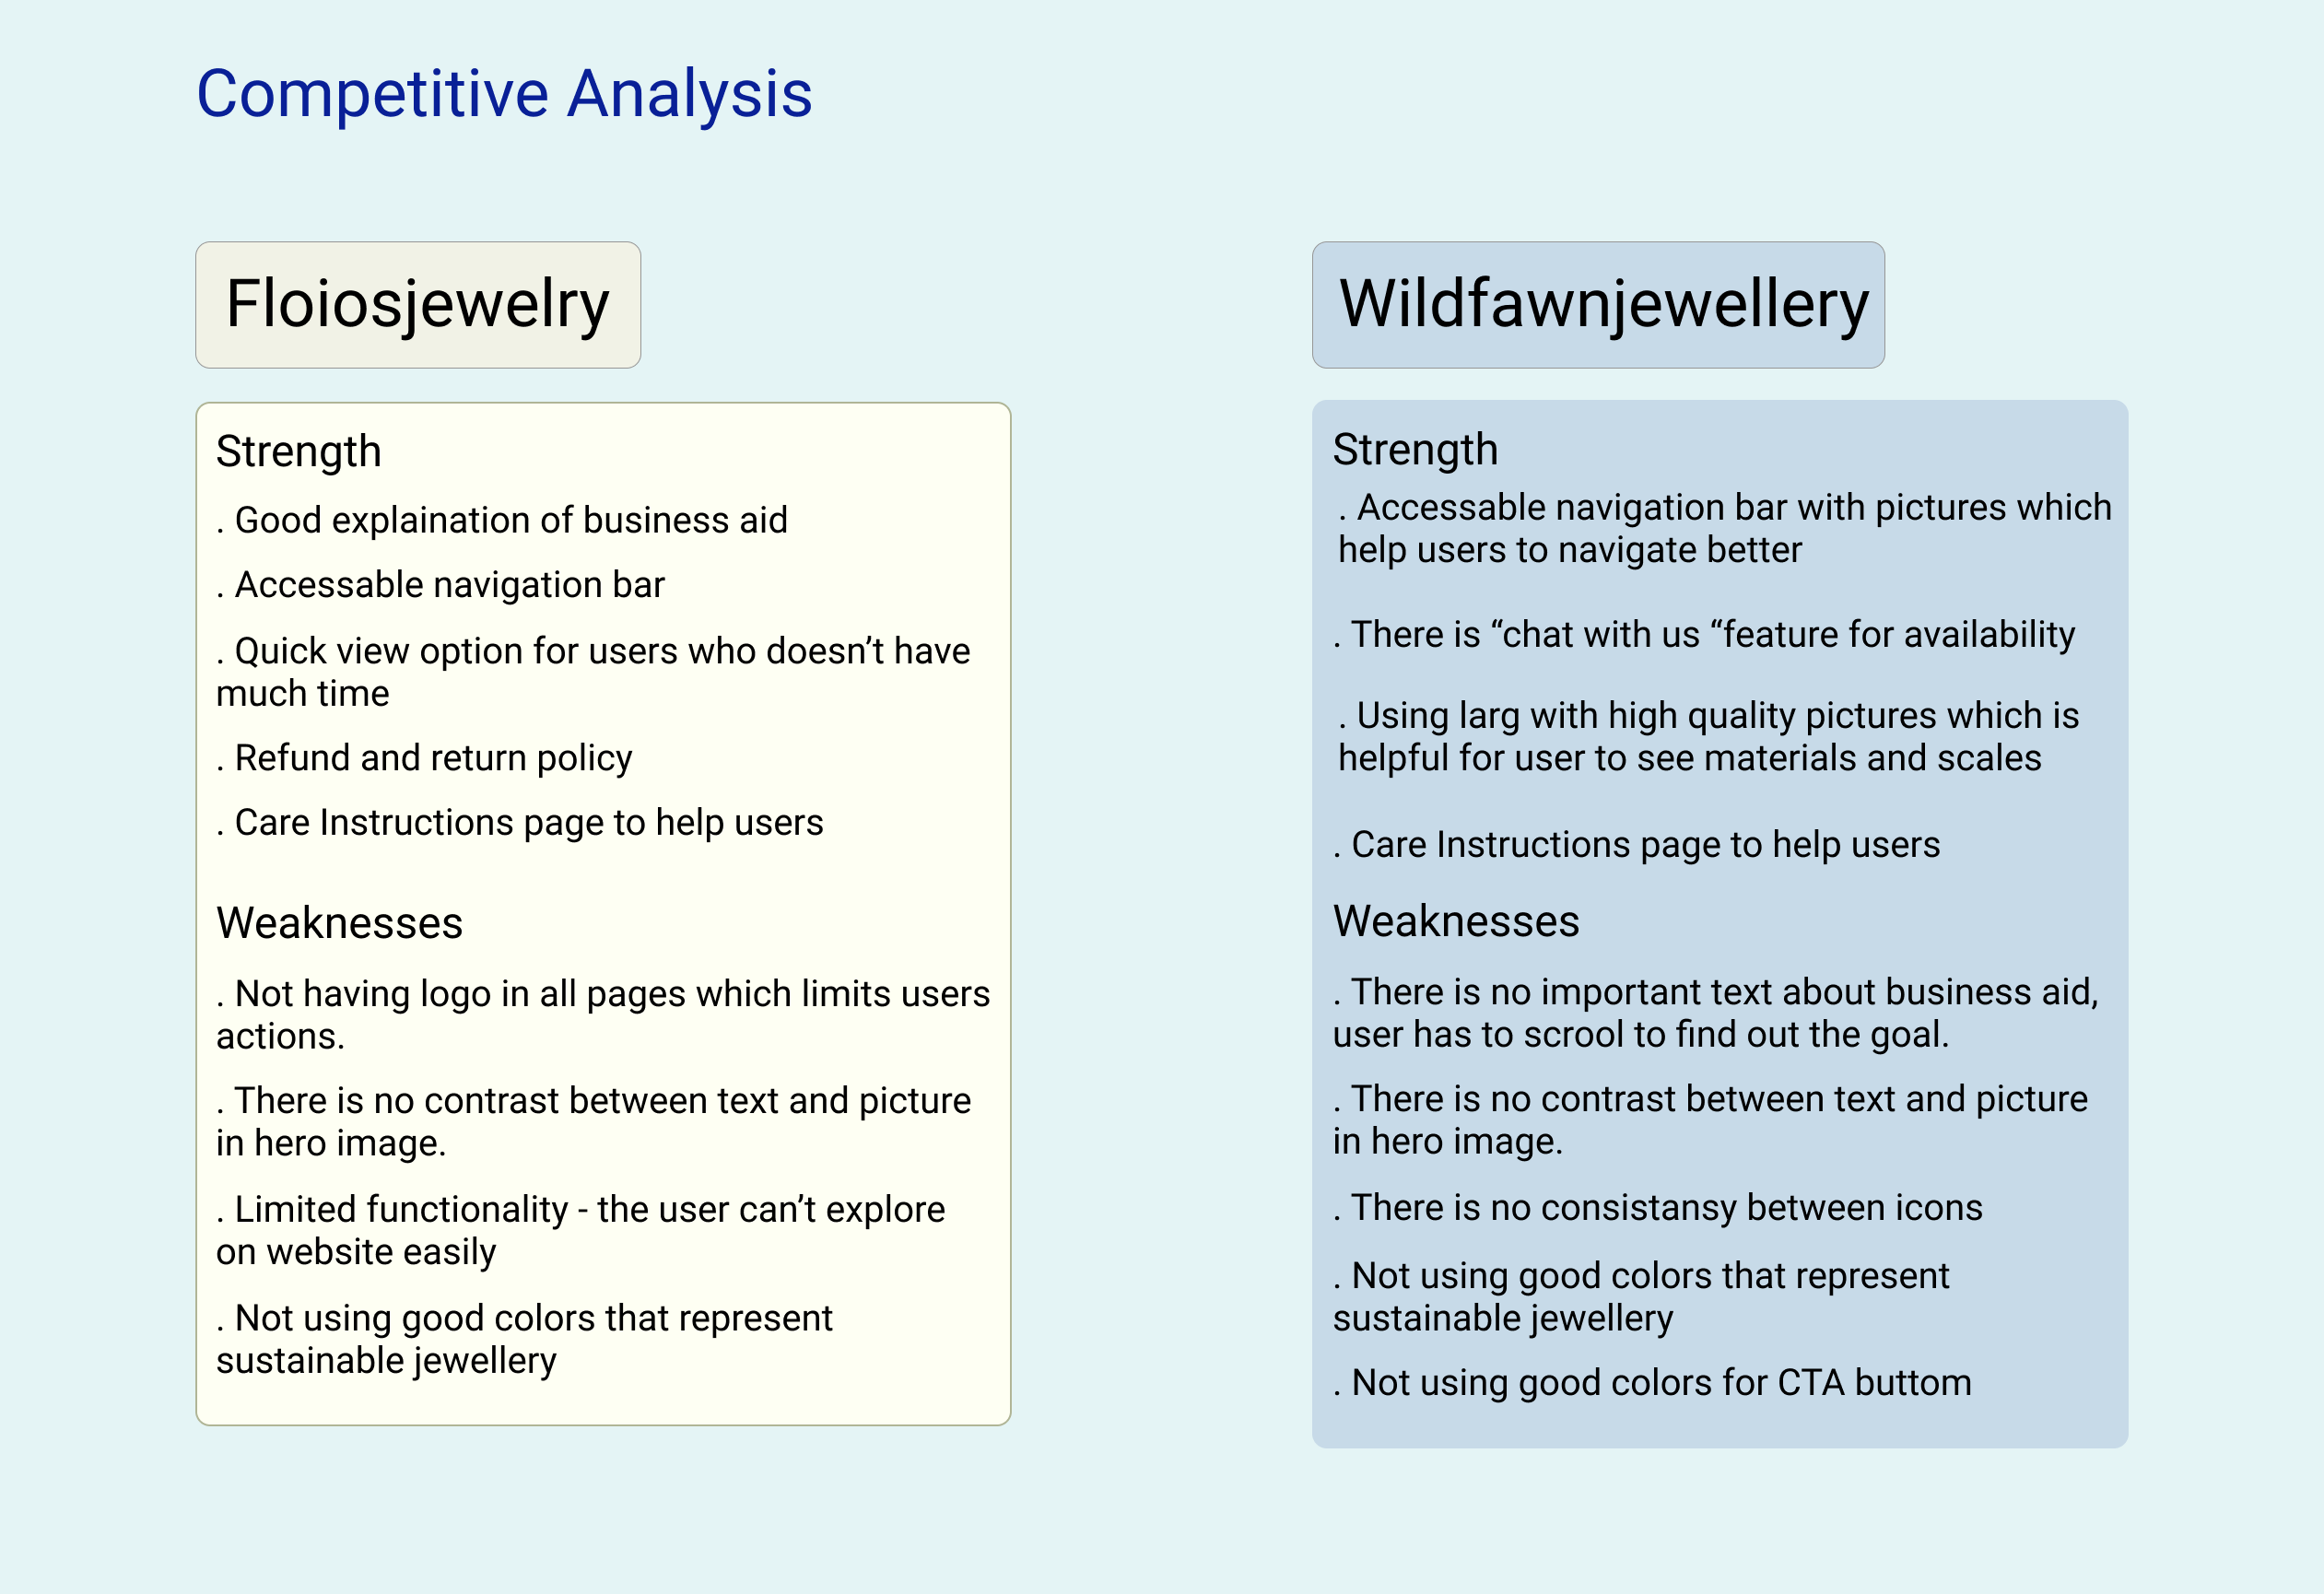 Competitive Analysis
Floiosjewelry
Strength
. Good explaination of business aid
. Accessable navigation bar
. Quick view option for users who doesn’t have
much time
. Refund and return policy
. Care Instructions page to help users
Weaknesses
. Not having logo in all pages which limits users
actions.
. There is no contrast between text and picture
in hero image.
. Limited functionality - the user can’t explore
on website easily
. Not using good colors that represent
sustainable jewellery
Wildfawnjewellery
Strength
. Accessable navigation bar with pictures which
help users to navigate better
. There is “chat with us “feature for availability
. Using larg with high quality pictures which is
helpful for user to see materials and scales
. Care Instructions page to help users
Weaknesses
. There is no important text about business aid,
user has to scrool to find out the goal.
. There is no contrast between text and picture
in hero image.
. There is no consistansy between icons
. Not using good colors that represent
sustainable jewellery
. Not using good colors for CTA buttom